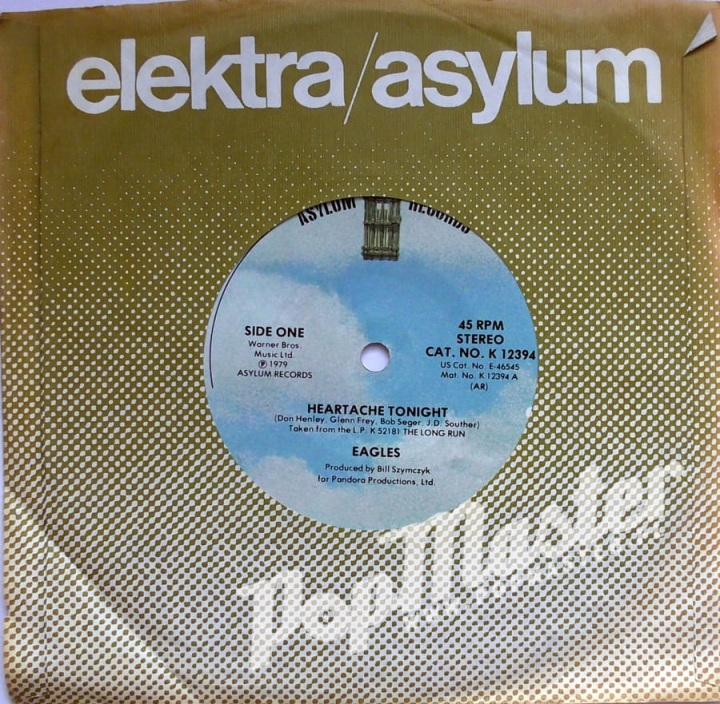 elektra/asylum
ASYLUM RECORDS
SIDE ONE
Warner Bros.
Music Ltd.
℗ 1979
ASYLUM RECORDS
45 RPM
STEREO
CAT. NO. K 12394
US Cat. No. E-46545
Mat. No. K 12394 A
(AR)
HEARTACHE TONIGHT
(Don Henley, Glenn Frey, Bob Seger, J.D. Souther)
Taken from the L.P. K 52181 THE LONG RUN
EAGLES
Produced by Bill Szymczyk
for Pandora Productions, Ltd.
PopMaster